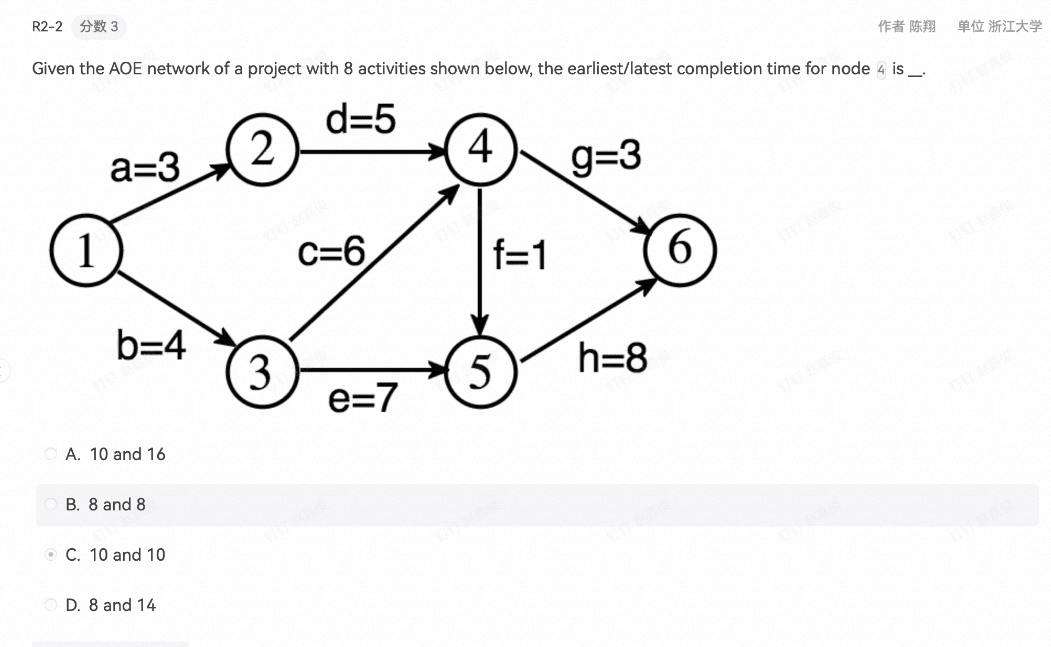 R2-2 分数 3 作者 陈翔 单位 浙江大学
Given the AOE network of a project with 8 activities shown below, the earliest/latest completion time for node 4 is __.
d=5
2
4
a=3
g=3
1
c=6
f=1
6
b=4
h=8
3
5
e=7
A. 10 and 16
B. 8 and 8
C. 10 and 10
D. 8 and 14